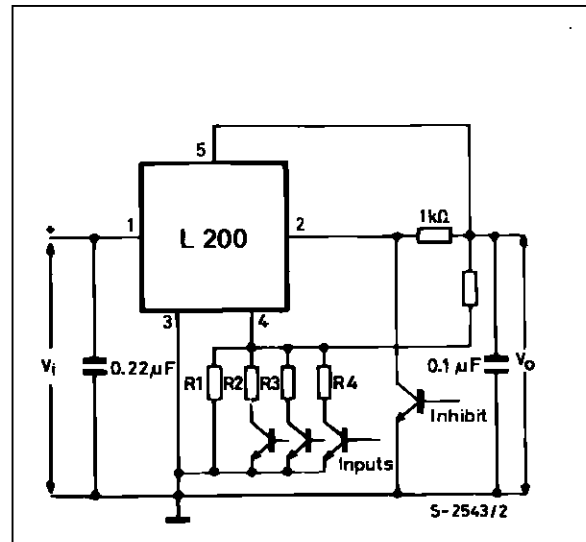 5
1kΩ
1
L 200
2
+
3
4
Vi
0.22µF
R1
R2
R3
R4
0.1 µF
Vo
Inhibit
Inputs
S-2543/2